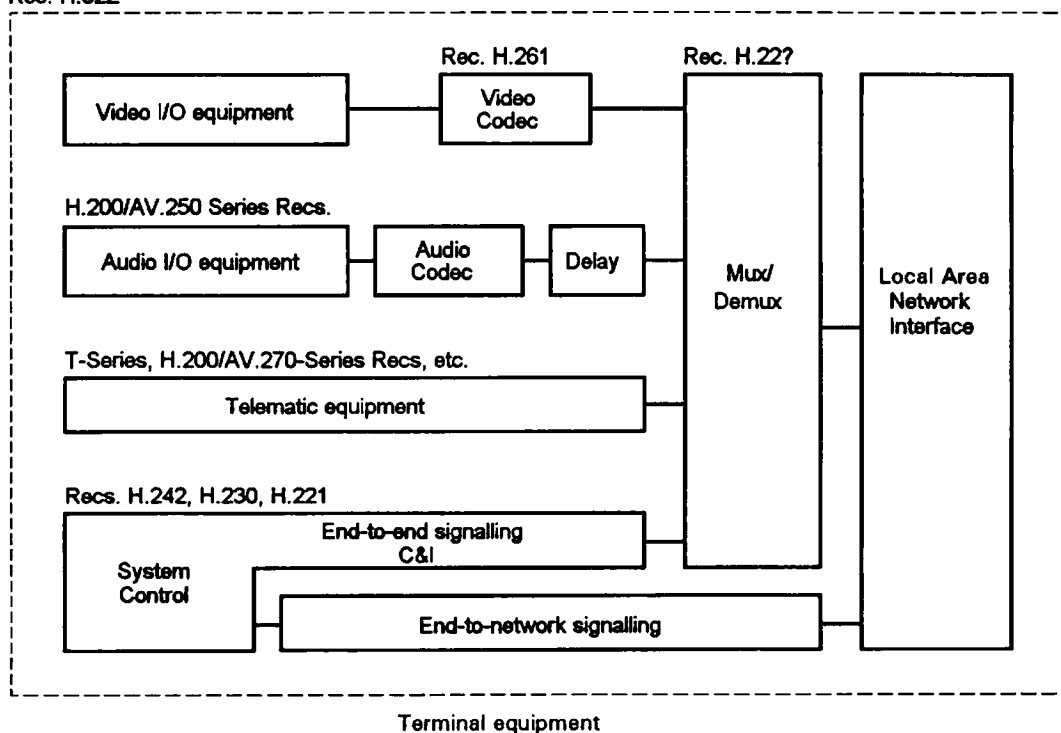 Rec. H.261
Rec. H.22?
Video I/O equipment
Video
Codec
H.200/AV.250 Series Recs.
Audio I/O equipment
Audio
Codec
Delay
Mux/
Demux
Local Area
Network
Interface
T-Series, H.200/AV.270-Series Recs, etc.
Telematic equipment
Recs. H.242, H.230, H.221
End-to-end signalling
C&I
System
Control
End-to-network signalling
Terminal equipment